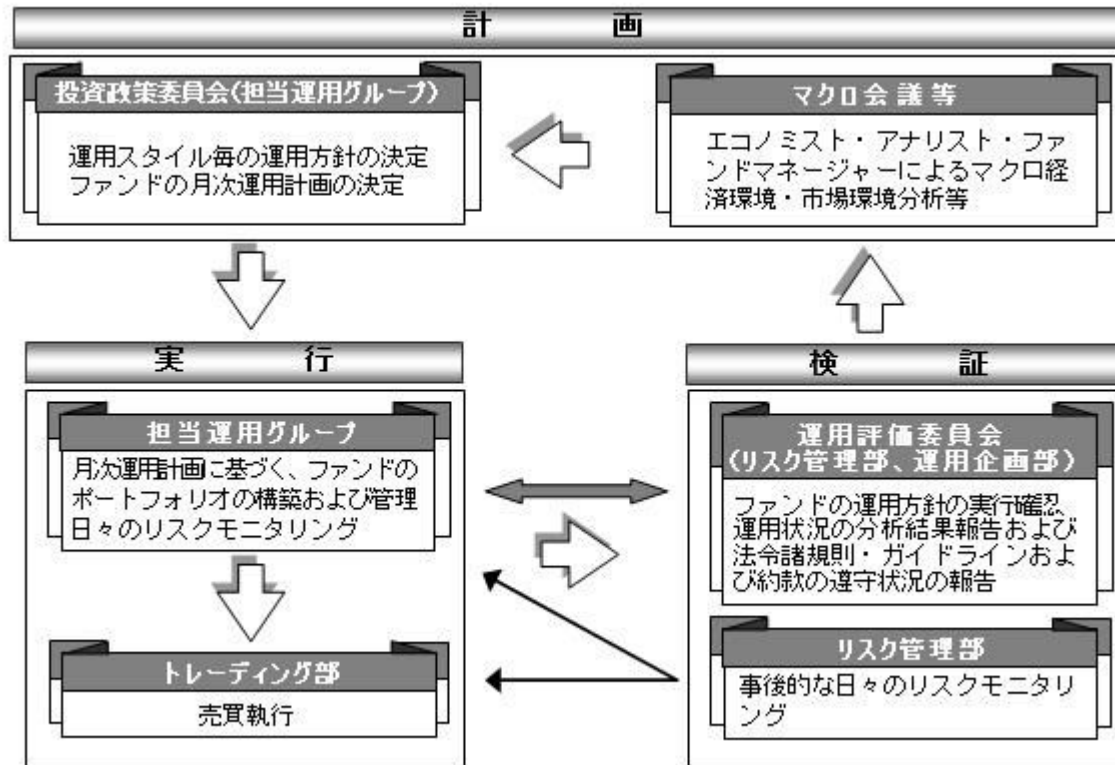 計画
投資政策委員会(担当運用グループ)
運用スタイル毎の運用方針の決定
ファンドの月次運用計画の決定
マクロ会議等
エコノミスト・アナリスト・ファ
ンドマネージャーによるマクロ経
済環境・市場環境分析等
実行
担当運用グループ
月次運用計画に基づく、ファンドの
ポートフォリオの構築および管理
日々のリスクモニタリング
トレーディング部
売買執行
検証
運用評価委員会
(リスク管理部、運用企画部)
ファンドの運用方針の実行確認、
運用状況の分析結果報告および
法令諸規則・ガイドラインおよ
び約款の遵守状況の報告
リスク管理部
事後的な日々のリスクモニタリ
ング